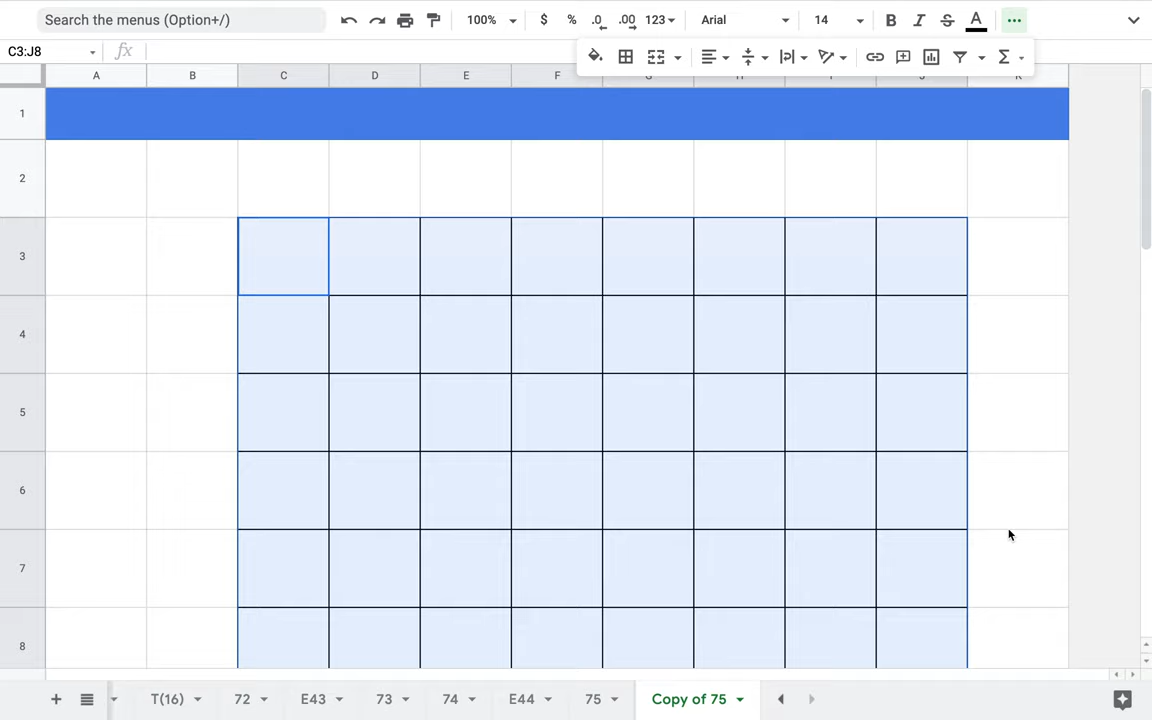 Search the menus (Option+/)
100%
$ % .0 .00 123
Arial
14
B I S A
C3:J8
fx
Σ
A B C D E F
1
2
3
4
5
6
7
8
T(16) 72 E43 73 74 E44 75 Copy of 75